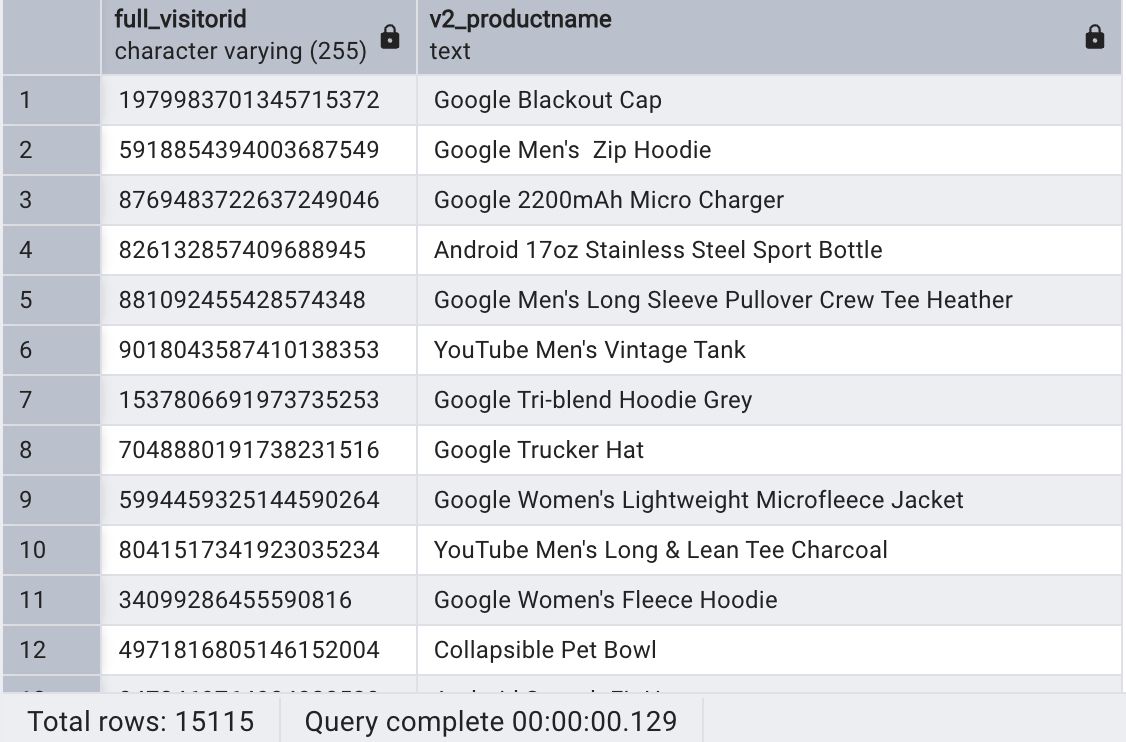 full_visitorid v2_productname
character varying (255) text
1 1979983701345715372 Google Blackout Cap
2 5918854394003687549 Google Men's  Zip Hoodie
3 8769483722637249046 Google 2200mAh Micro Charger
4 826132857409688945 Android 17oz Stainless Steel Sport Bottle
5 881092455428574348 Google Men's Long Sleeve Pullover Crew Tee Heather
6 9018043587410138353 YouTube Men's Vintage Tank
7 1537806691973735253 Google Tri-blend Hoodie Grey
8 7048880191738231516 Google Trucker Hat
9 5994459325144590264 Google Women's Lightweight Microfleece Jacket
10 8041517341923035234 YouTube Men's Long & Lean Tee Charcoal
11 34099286455590816 Google Women's Fleece Hoodie
12 4971816805146152004 Collapsible Pet Bowl
Total rows: 15115 Query complete 00:00:00.129